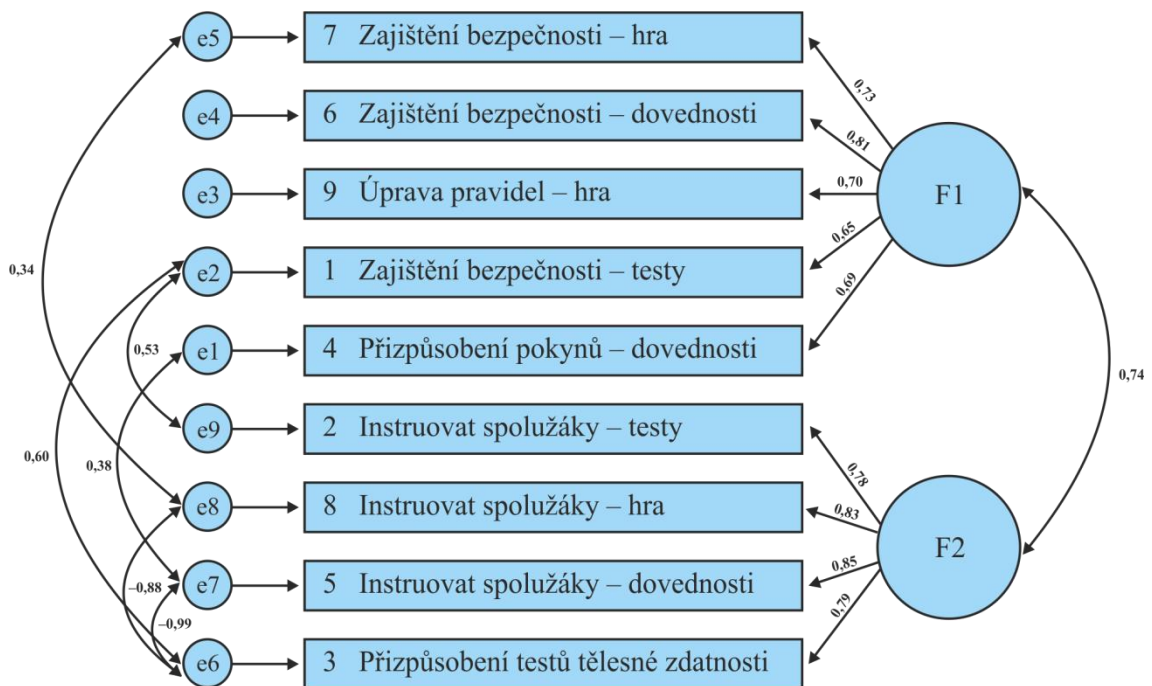 e5
7 Zajištění bezpečnosti – hra
0,73
e4
6 Zajištění bezpečnosti – dovednosti
0,81
e3
9 Úprava pravidel – hra
0,70
F1
e2
1 Zajištění bezpečnosti – testy
0,65
0,34
0,69
e1
4 Přizpůsobení pokynů – dovednosti
0,53
0,74
e9
2 Instruovat spolužáky – testy
0,60
0,38
0,78
e8
8 Instruovat spolužáky – hra
0,83
F2
e7
5 Instruovat spolužáky – dovednosti
0,85
–0,88
0,79
–0,99
e6
3 Přizpůsobení testů tělesné zdatnosti